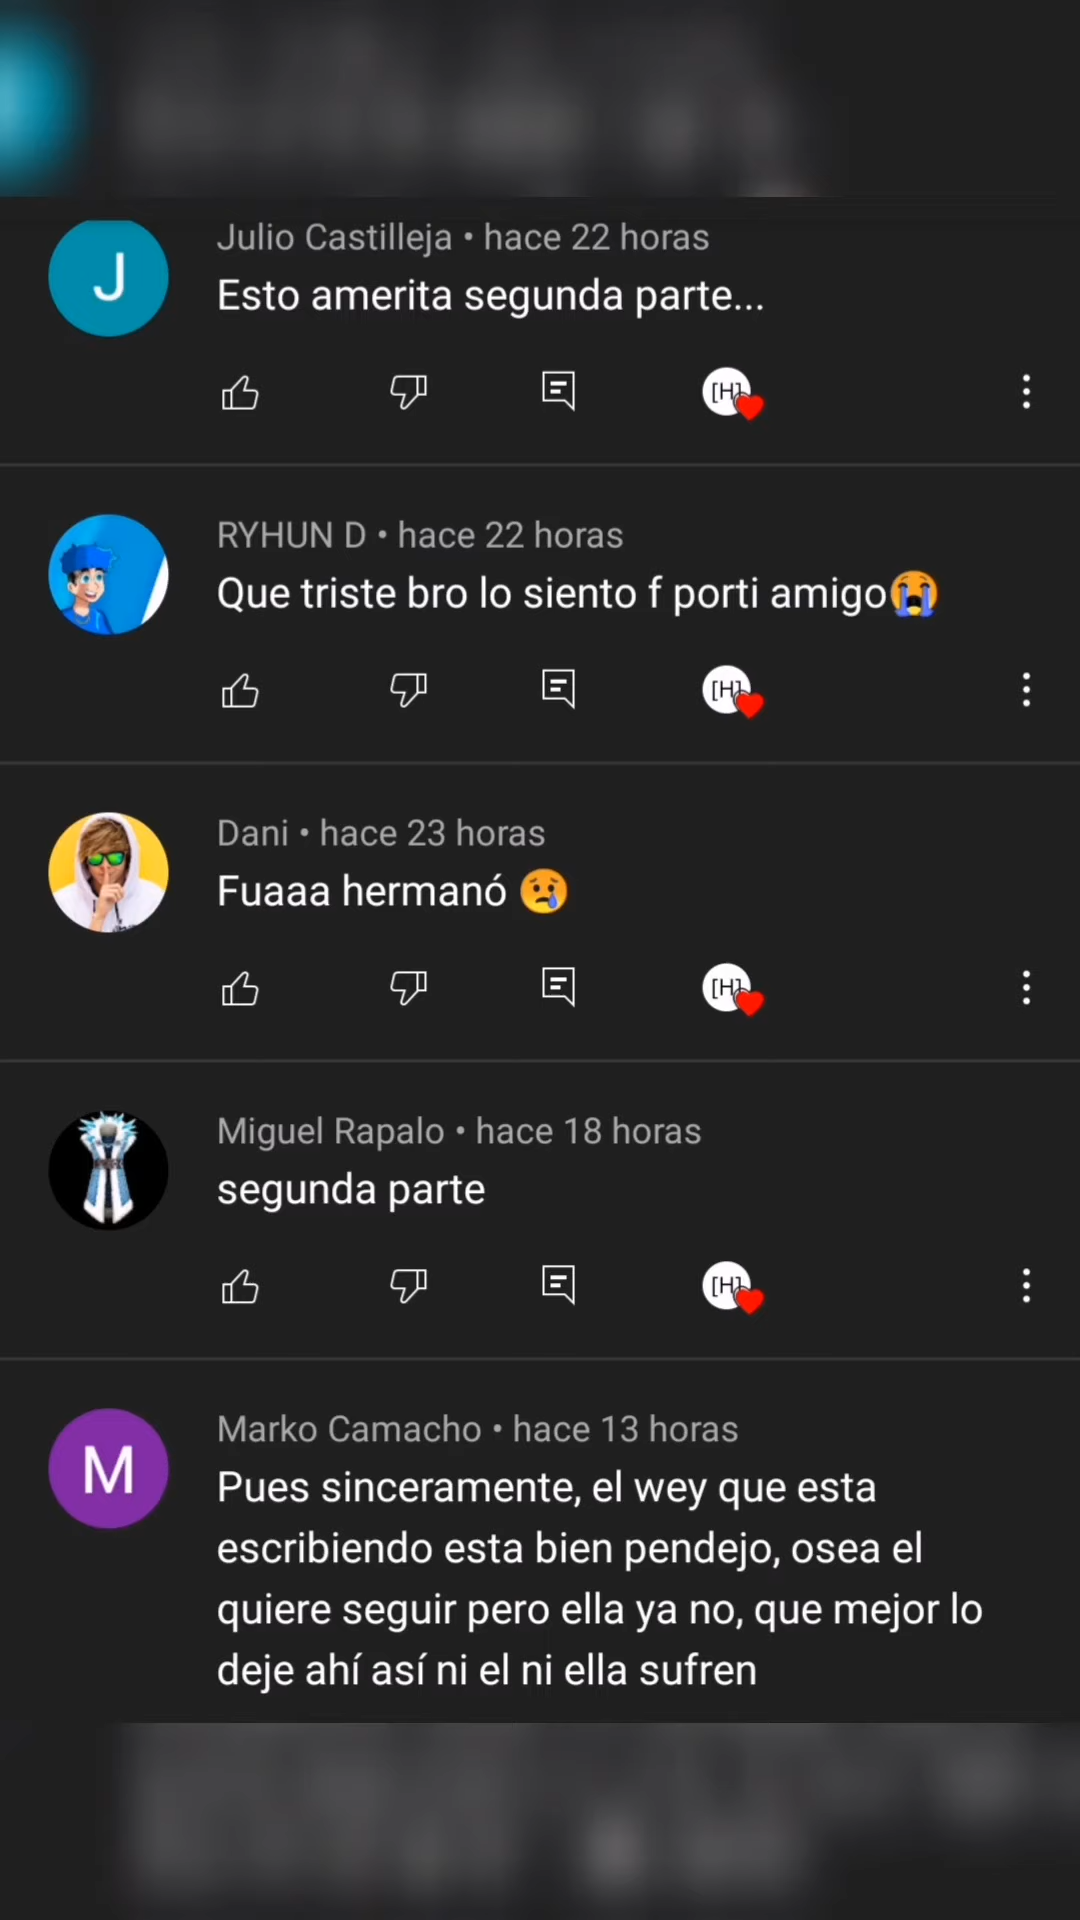 J
Julio Castilleja • hace 22 horas
Esto amerita segunda parte...
[H]
RYHUN D • hace 22 horas
Que triste bro lo siento f porti amigo😭
[H]
Dani • hace 23 horas
Fuaaa hermanó 😢
[H]
Miguel Rapalo • hace 18 horas
segunda parte
[H]
M
Marko Camacho • hace 13 horas
Pues sinceramente, el wey que esta
escribiendo esta bien pendejo, osea el
quiere seguir pero ella ya no, que mejor lo
deje ahí así ni el ni ella sufren